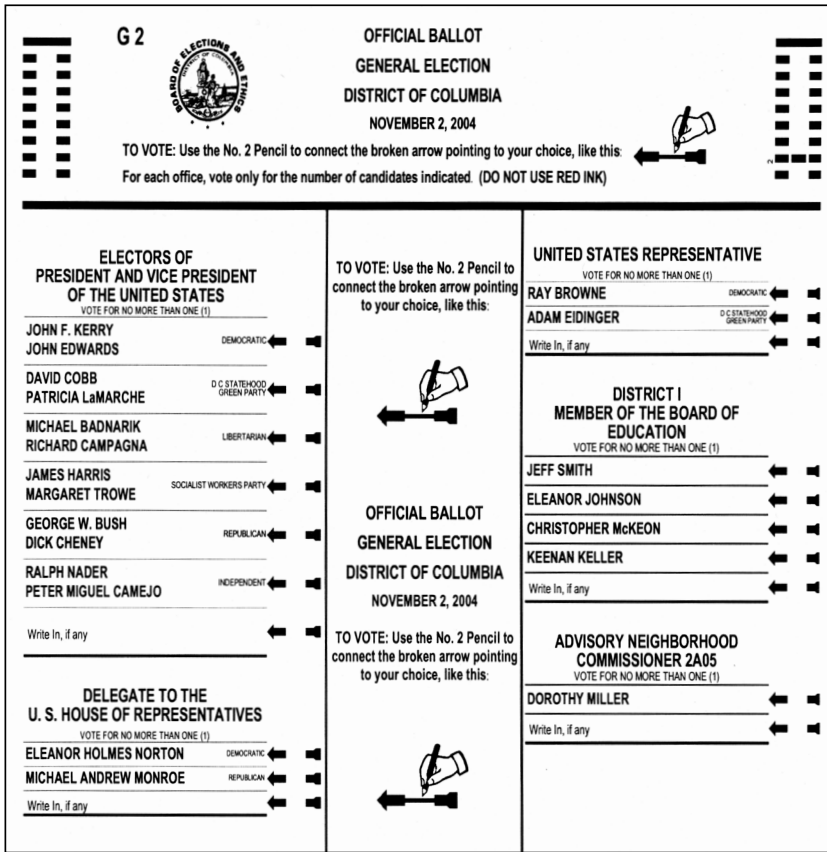 G 2
BOARD OF ELECTIONS AND ETHICS
DISTRICT OF COLUMBIA
OFFICIAL BALLOT
GENERAL ELECTION
DISTRICT OF COLUMBIA
NOVEMBER 2, 2004
TO VOTE: Use the No. 2 Pencil to connect the broken arrow pointing to your choice, like this:
For each office, vote only for the number of candidates indicated. (DO NOT USE RED INK)
2
ELECTORS OF
PRESIDENT AND VICE PRESIDENT
OF THE UNITED STATES
VOTE FOR NO MORE THAN ONE (1)
JOHN F. KERRY
JOHN EDWARDS
DEMOCRATIC
DAVID COBB
PATRICIA LaMARCHE
D C STATEHOOD
GREEN PARTY
MICHAEL BADNARIK
RICHARD CAMPAGNA
LIBERTARIAN
JAMES HARRIS
MARGARET TROWE
SOCIALIST WORKERS PARTY
GEORGE W. BUSH
DICK CHENEY
REPUBLICAN
RALPH NADER
PETER MIGUEL CAMEJO
INDEPENDENT
Write In, if any
DELEGATE TO THE
U. S. HOUSE OF REPRESENTATIVES
VOTE FOR NO MORE THAN ONE (1)
ELEANOR HOLMES NORTON DEMOCRATIC
MICHAEL ANDREW MONROE REPUBLICAN
Write In, if any
TO VOTE: Use the No. 2 Pencil to
connect the broken arrow pointing
to your choice, like this:
OFFICIAL BALLOT
GENERAL ELECTION
DISTRICT OF COLUMBIA
NOVEMBER 2, 2004
TO VOTE: Use the No. 2 Pencil to
connect the broken arrow pointing
to your choice, like this:
UNITED STATES REPRESENTATIVE
VOTE FOR NO MORE THAN ONE (1)
RAY BROWNE DEMOCRATIC
ADAM EIDINGER D C STATEHOOD
GREEN PARTY
Write In, if any
DISTRICT I
MEMBER OF THE BOARD OF
EDUCATION
VOTE FOR NO MORE THAN ONE (1)
JEFF SMITH
ELEANOR JOHNSON
CHRISTOPHER McKEON
KEENAN KELLER
Write In, if any
ADVISORY NEIGHBORHOOD
COMMISSIONER 2A05
VOTE FOR NO MORE THAN ONE (1)
DOROTHY MILLER
Write In, if any